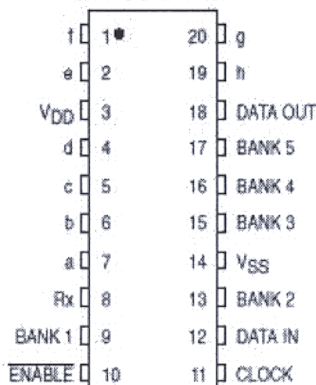 f 1 20 g
e 2 19 h
VDD 3 18 DATA OUT
d 4 17 BANK 5
c 5 16 BANK 4
b 6 15 BANK 3
a 7 14 VSS
Rx 8 13 BANK 2
BANK 1 9 12 DATA IN
ENABLE 10 11 CLOCK